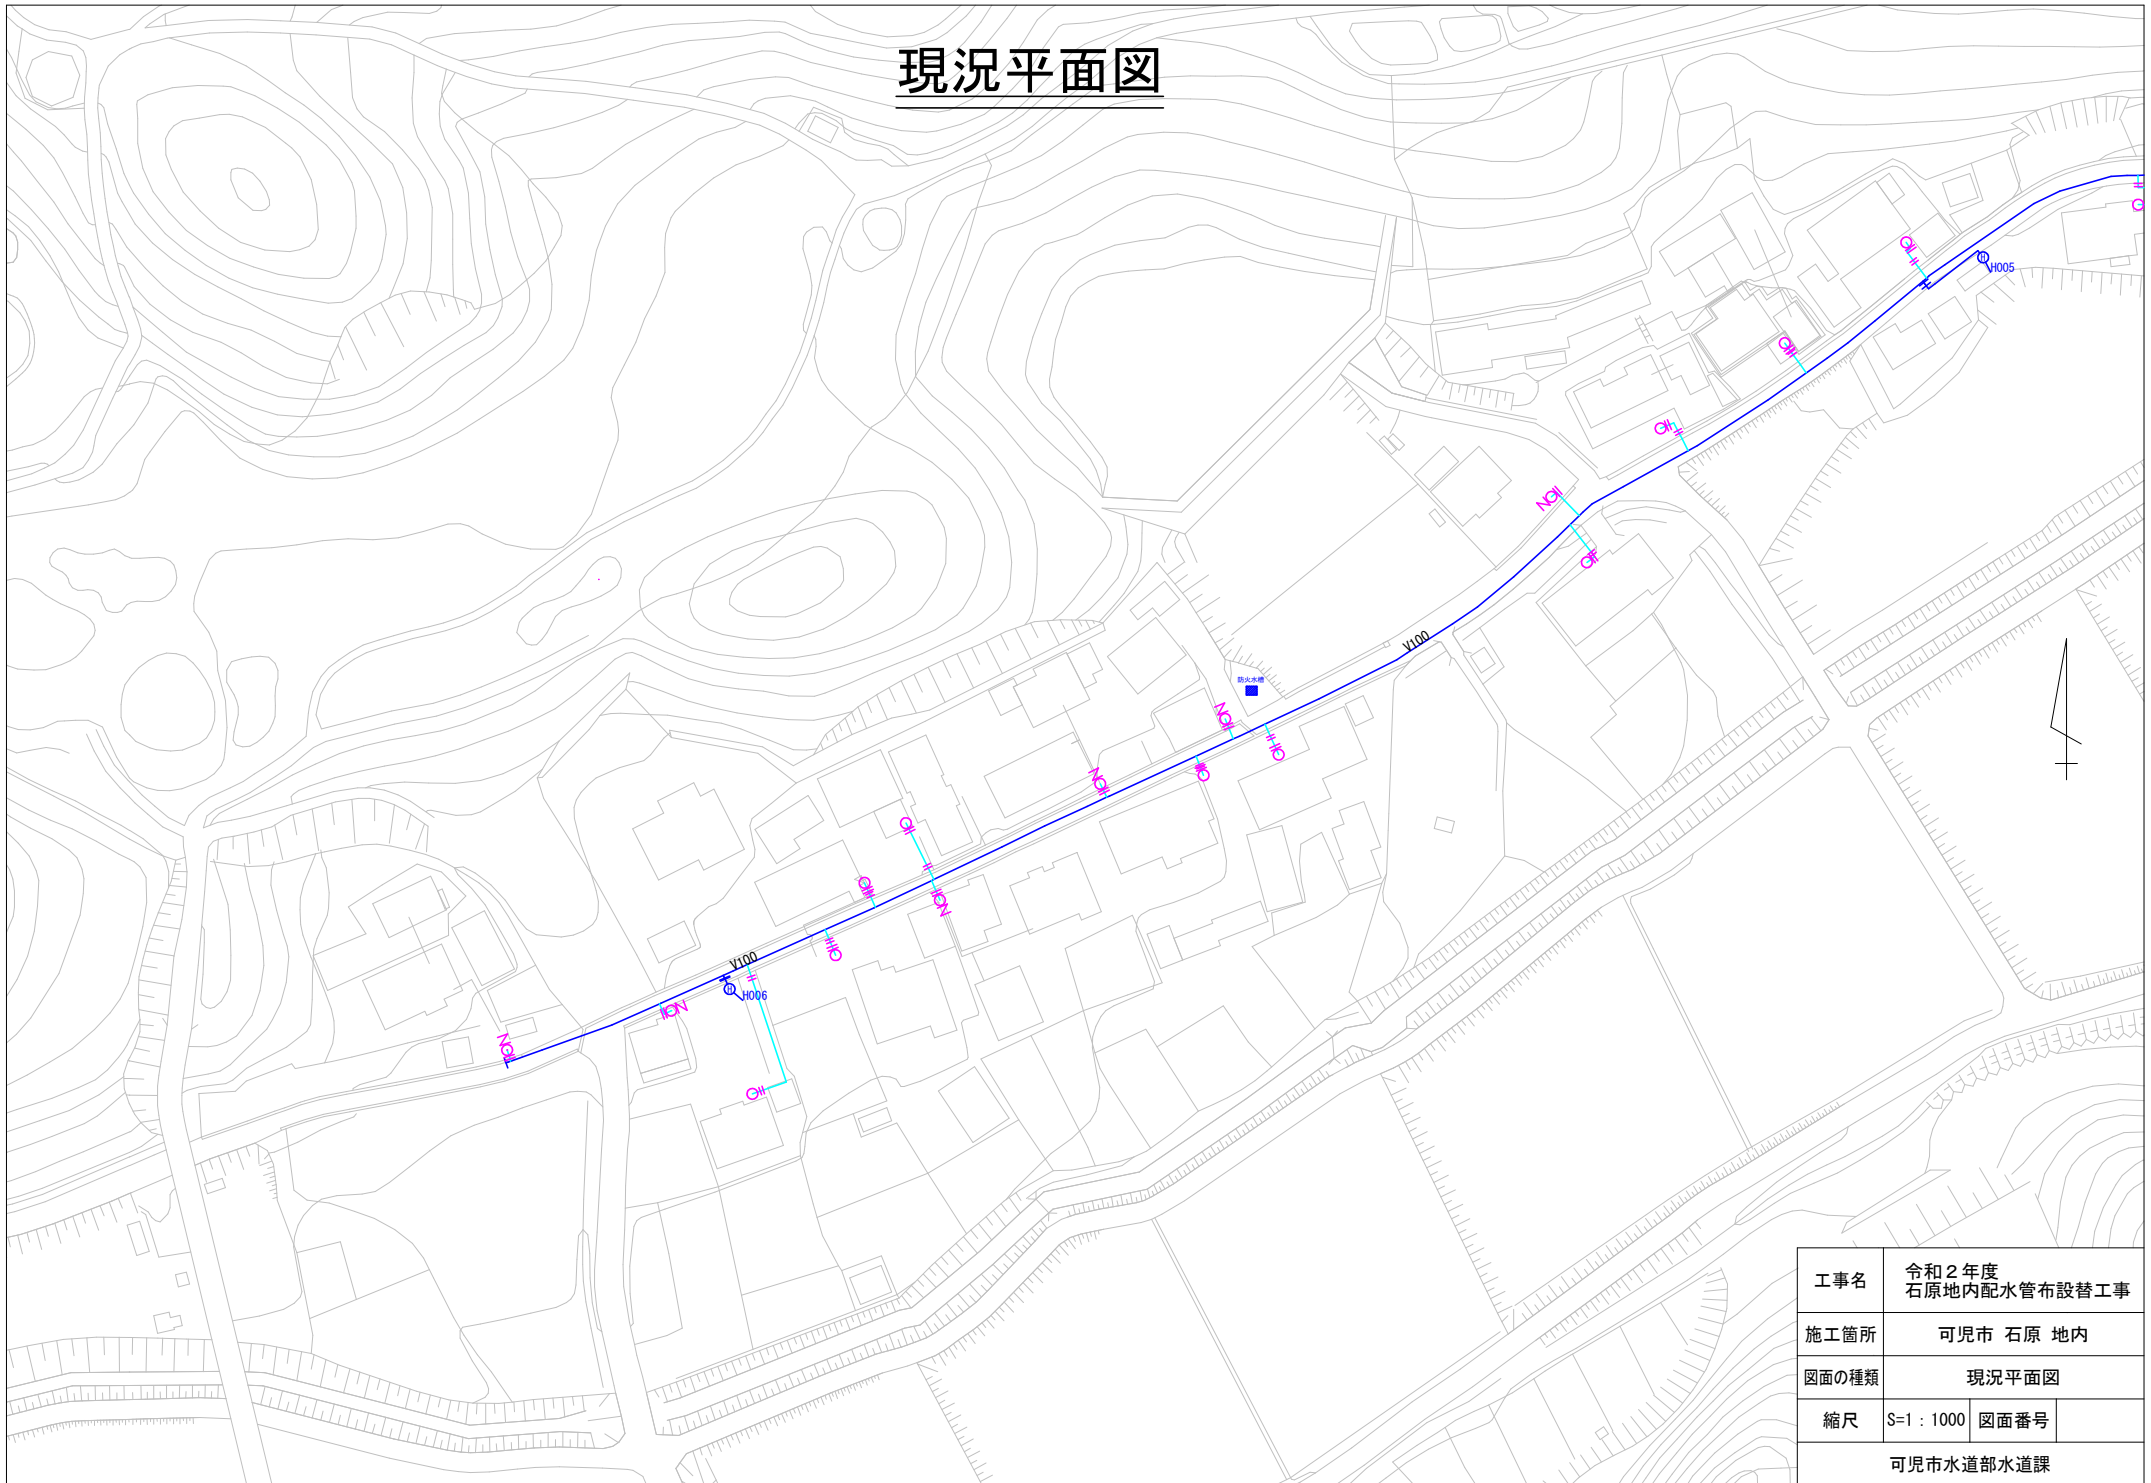 現況平面図
H005
V100
防火水槽
V100
H006
工事名
令和2年度
石原地内配水管布設替工事
施工箇所
可児市 石原 地内
図面の種類
現況平面図
縮尺
S=1:1000
図面番号
可児市水道部水道課